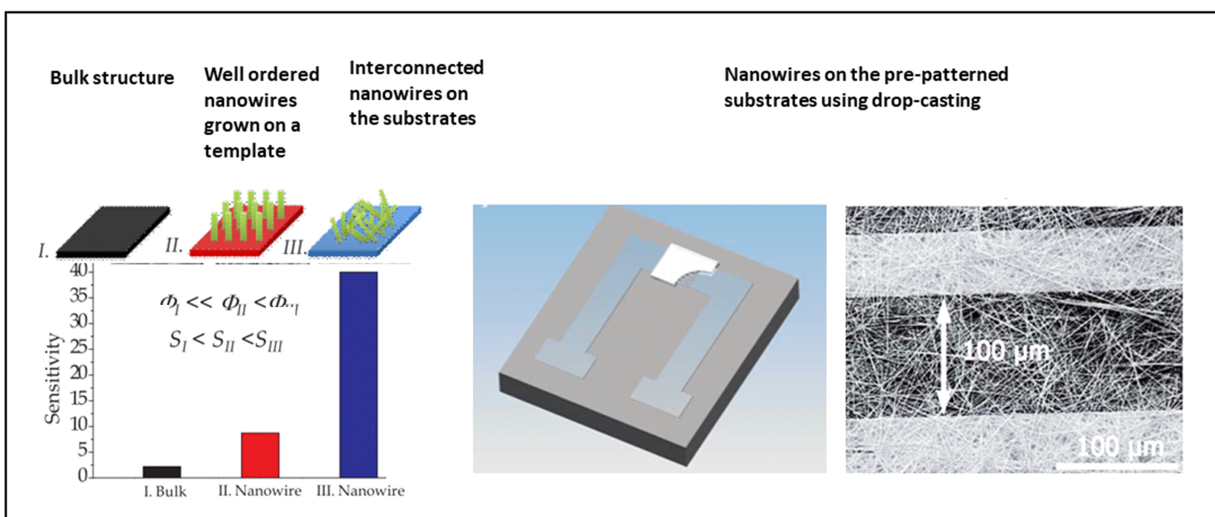 Bulk structure
Well ordered
nanowires
grown on a
template
Interconnected
nanowires on
the substrates
Nanowires on the pre-patterned
substrates using drop-casting
I.
II.
III.
40
35
30
25
20
15
10
5
0
Sensitivity
Φ_I << Φ_II <
S_I < S_II < S_III
I. Bulk
II. Nanowire
III. Nanowire
100 µm
100 µm